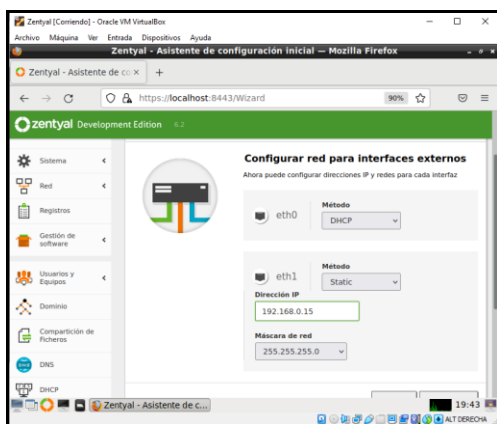 Zentyal [Corriendo] - Oracle VM VirtualBox
Archivo Máquina Ver Entrada Dispositivos Ayuda
Zentyal - Asistente de configuración inicial — Mozilla Firefox
Zentyal - Asistente de co
https://localhost:8443/Wizard
90%
zentyal Development Edition 6.2
Sistema
Red
Registros
Gestión de
software
Usuarios y
Equipos
Dominio
Compartición de
Ficheros
DNS
DHCP
Configurar red para interfaces externos
Ahora puede configurar direcciones IP y redes para cada interfaz
eth0
Método
DHCP
eth1
Método
Static
Dirección IP
192.168.0.15
Máscara de red
255.255.255.0
Zentyal - Asistente de c...
19:43
ALT DERECHA